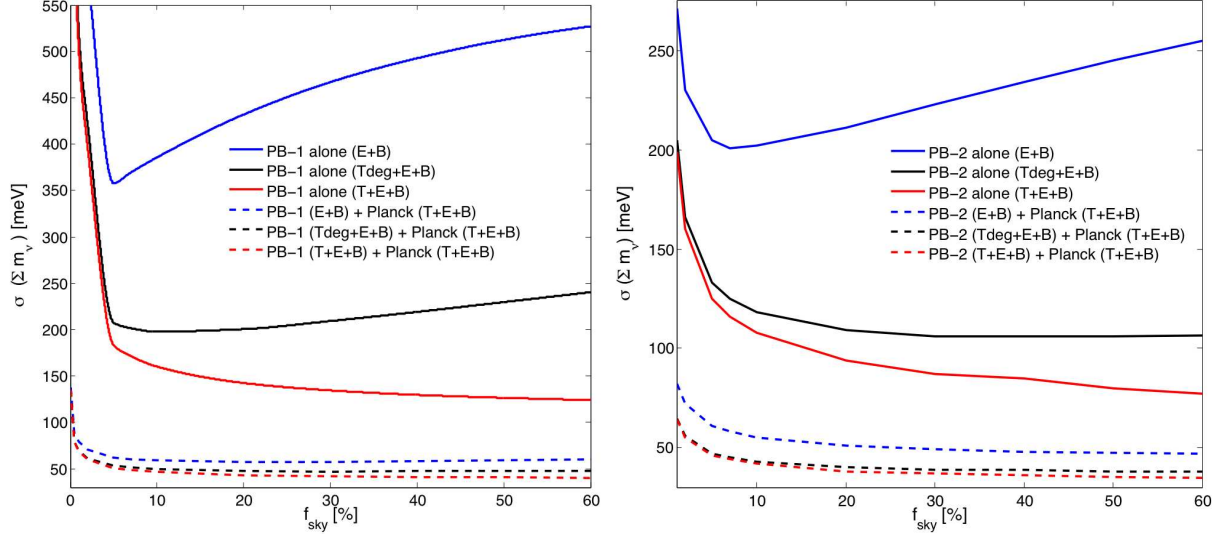 550
500
450
400
350
300
250
200
150
100
50
σ (Σ m_ν) [meV]
PB-1 alone (E+B)
PB-1 alone (Tdeg+E+B)
PB-1 alone (T+E+B)
PB-1 (E+B) + Planck (T+E+B)
PB-1 (Tdeg+E+B) + Planck (T+E+B)
PB-1 (T+E+B) + Planck (T+E+B)
0 10 20 30 40 50 60
f_sky [%]
250
200
150
100
50
σ (Σ m_ν) [meV]
PB-2 alone (E+B)
PB-2 alone (Tdeg+E+B)
PB-2 alone (T+E+B)
PB-2 (E+B) + Planck (T+E+B)
PB-2 (Tdeg+E+B) + Planck (T+E+B)
PB-2 (T+E+B) + Planck (T+E+B)
10 20 30 40 50 60
f_sky [%]